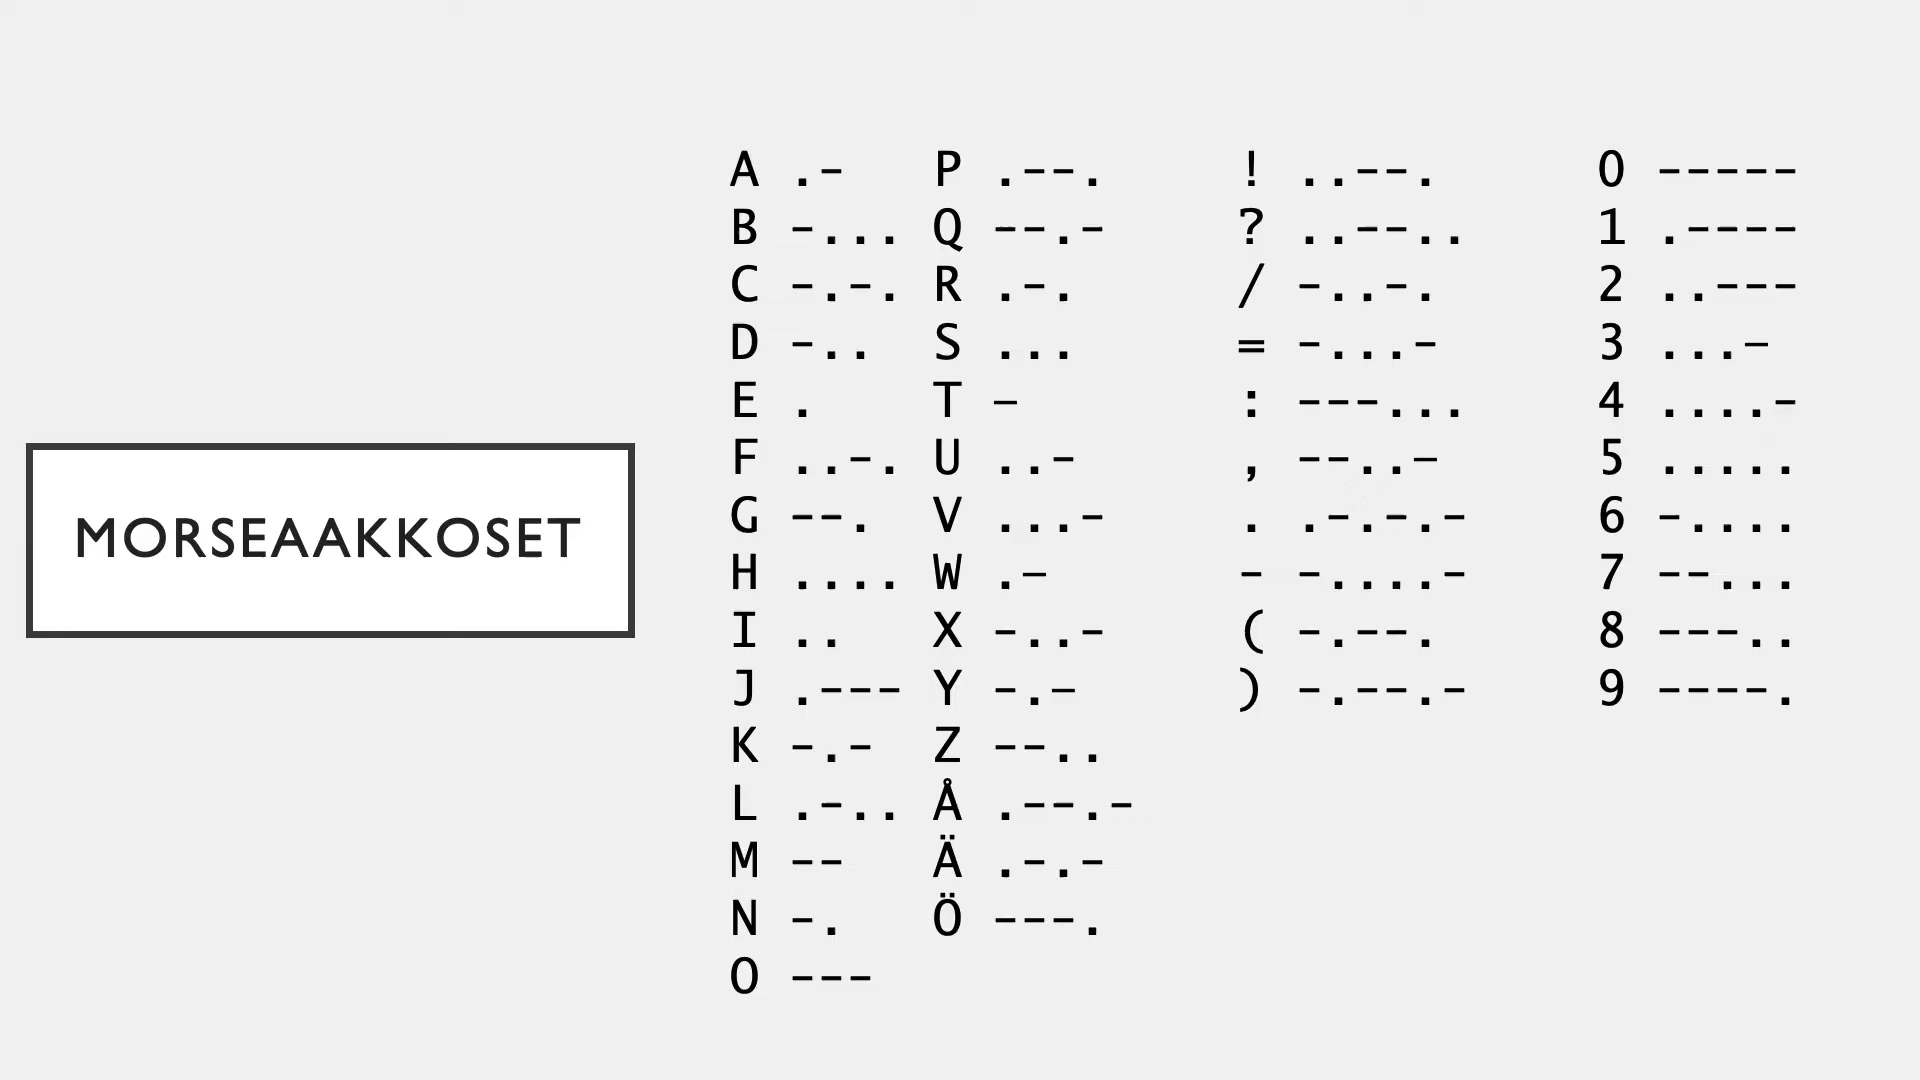 MORSEAAKKOSET
A .-   P .--.   ! ..--.   0 -----
B -... Q --.-   ? ..--..   1 .----
C -.-. R .-.   / -..-.   2 ..---
D -..   S ...   = -...-   3 ...–
E .   T –   : ---...   4 ....-
F ..-. U ..-   , --..–   5 .....
G --.   V ...-   . .-.-.-   6 -....
H .... W .–   - -....-   7 --...
I ..   X -..-   ( -.--.   8 ---..
J .--- Y -.–   ) -.--.-   9 ----.
K -.-   Z --..
L .-.. Å .--.-
M --   Ä .-.-
N -.   Ö ---.
O ---